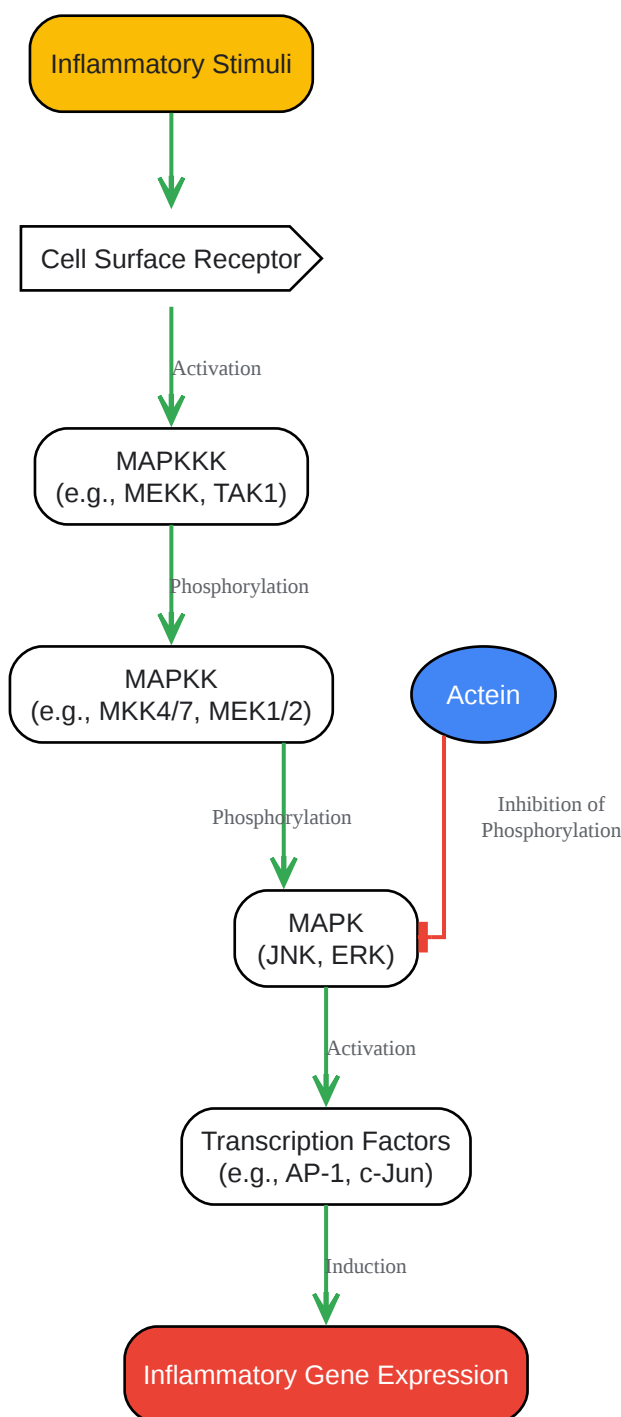 Inflammatory Stimuli
Cell Surface Receptor
Activation
MAPKKK
(e.g., MEKK, TAK1)
Phosphorylation
MAPKK
(e.g., MKK4/7, MEK1/2)
Actein
Phosphorylation
Inhibition of
Phosphorylation
MAPK
(JNK, ERK)
Activation
Transcription Factors
(e.g., AP-1, c-Jun)
Induction
Inflammatory Gene Expression